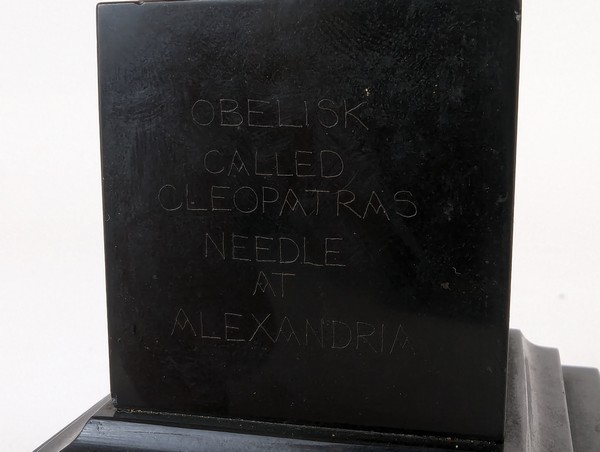 OBELISK
CALLED
CLEOPATRAS
NEEDLE
AT
ALEXANDRIA